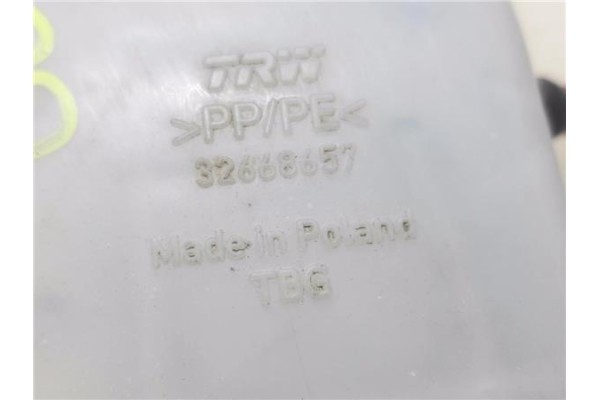 TRW
>PP/PE<
32668657
Made in Poland
TBG